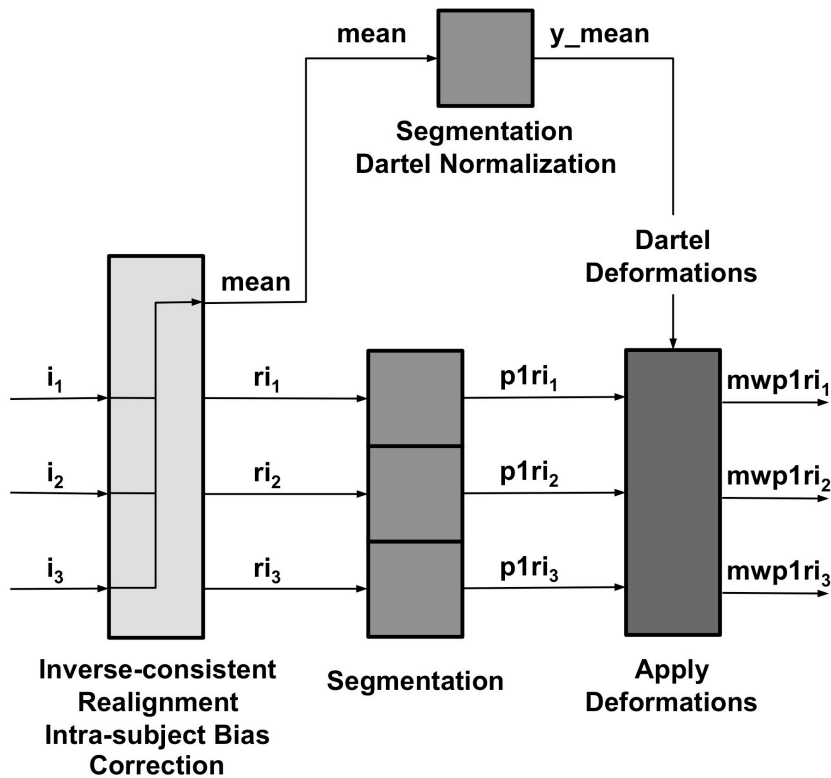 mean
y_mean
Segmentation
Dartel Normalization
Dartel
Deformations
mean
i₁
ri₁
p1ri₁
mwp1ri₁
i₂
ri₂
p1ri₂
mwp1ri₂
i₃
ri₃
p1ri₃
mwp1ri₃
Inverse-consistent
Realignment
Intra-subject Bias
Correction
Segmentation
Apply
Deformations